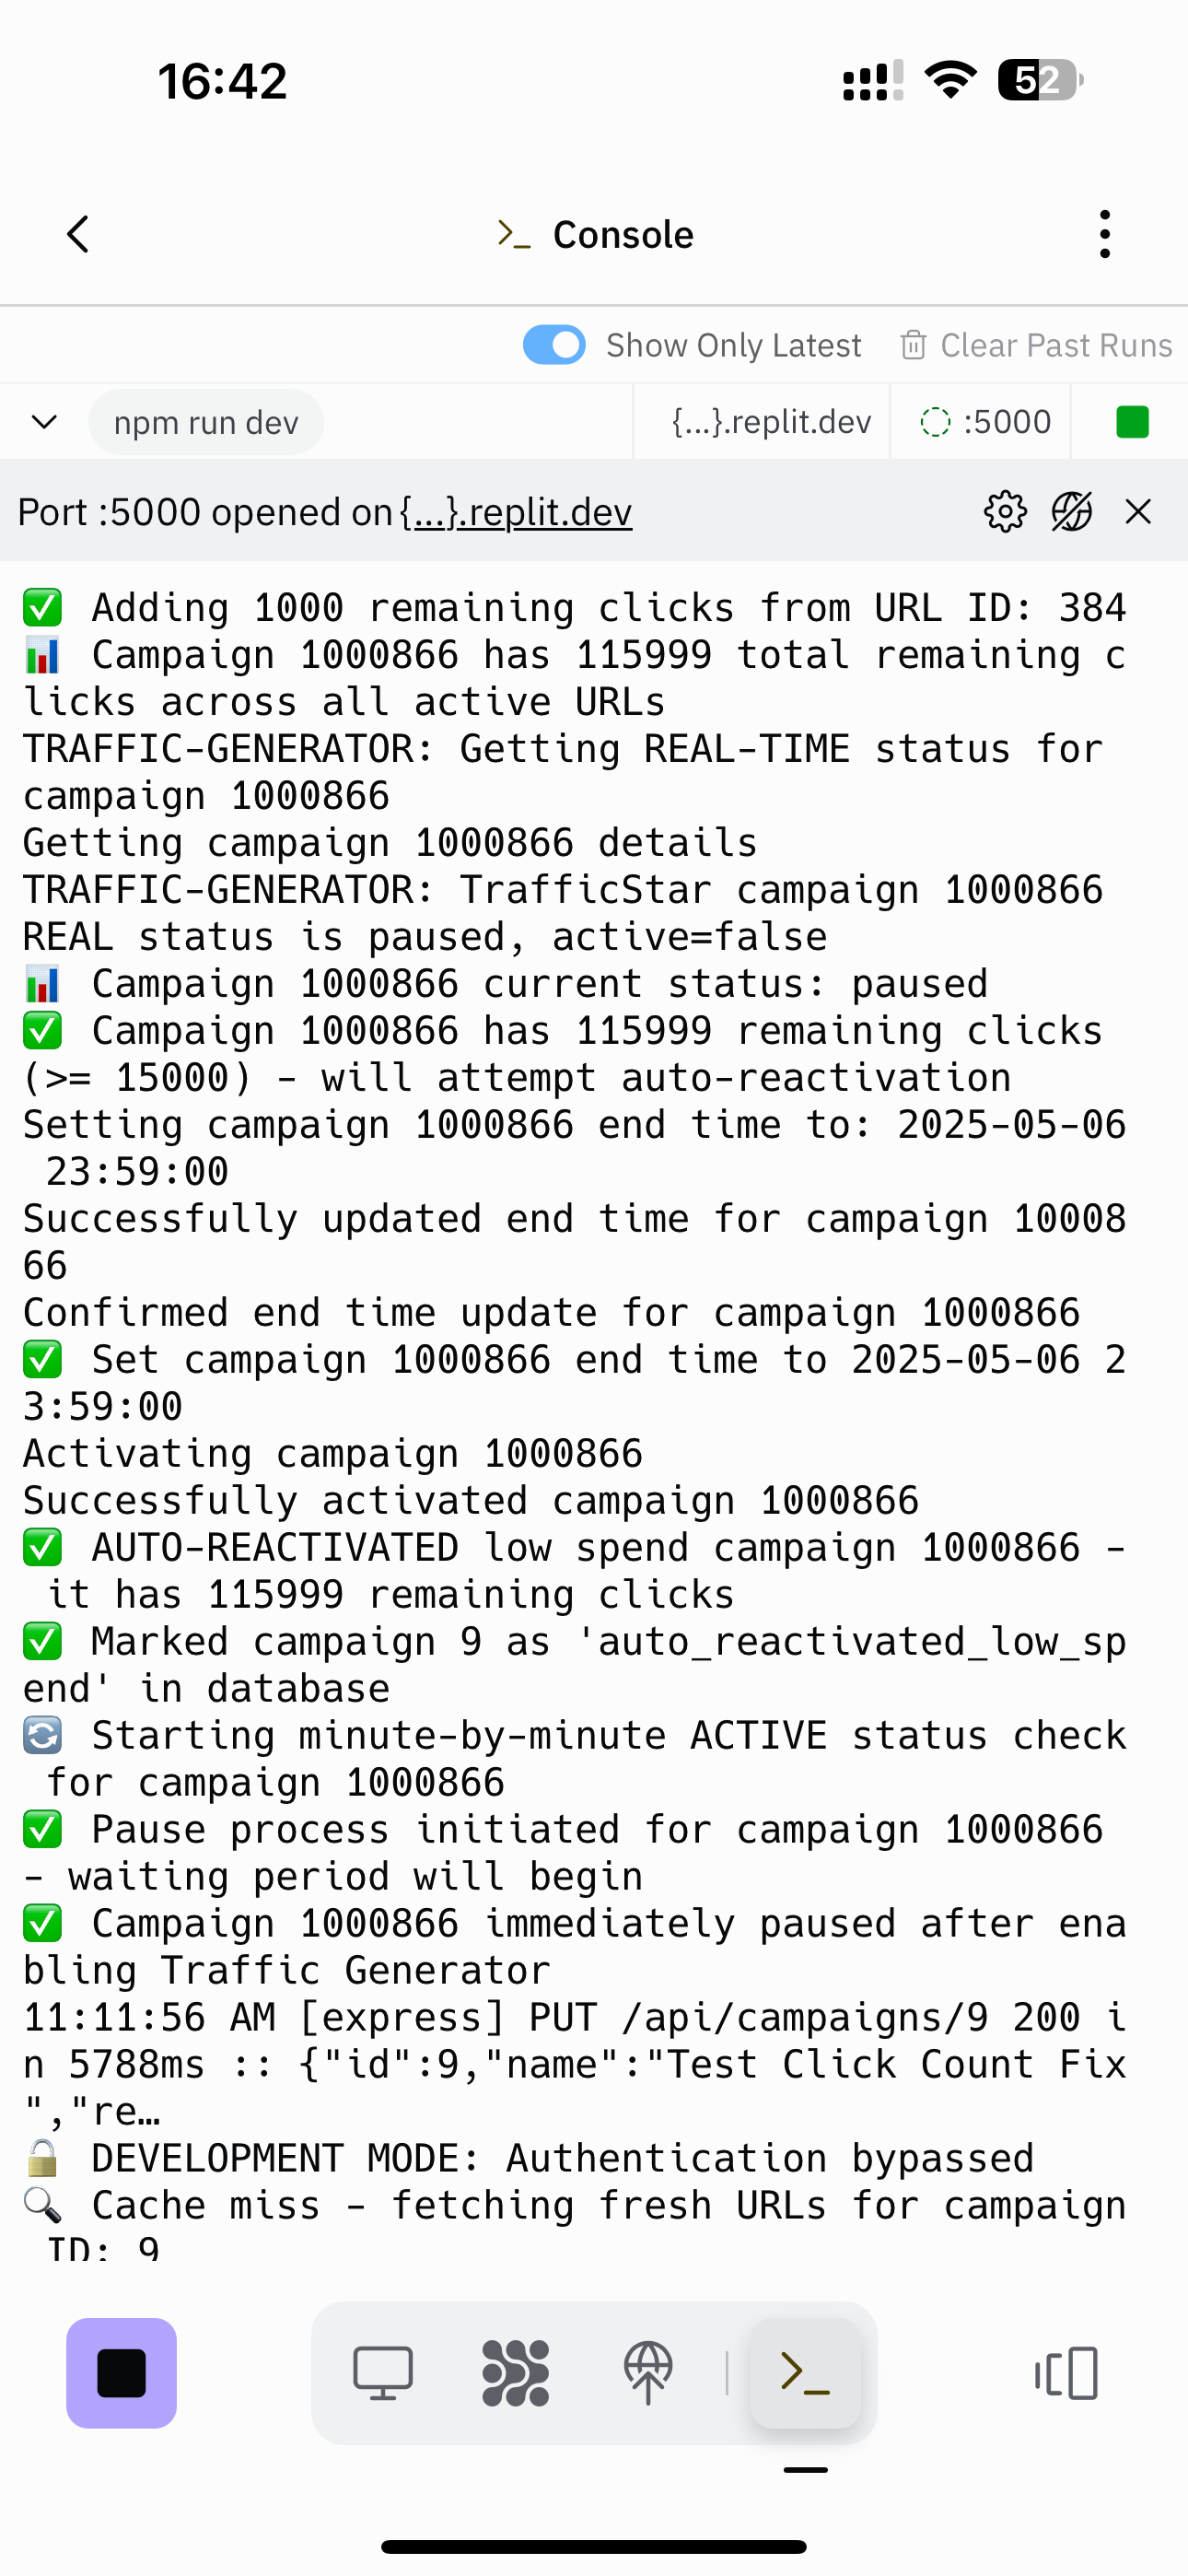 16:42
52
>_ Console
Show Only Latest Clear Past Runs
npm run dev {...}.replit.dev :5000
Port :5000 opened on {...}.replit.dev
✅ Adding 1000 remaining clicks from URL ID: 384
📊 Campaign 1000866 has 115999 total remaining c
licks across all active URLs
TRAFFIC-GENERATOR: Getting REAL-TIME status for
campaign 1000866
Getting campaign 1000866 details
TRAFFIC-GENERATOR: TrafficStar campaign 1000866
REAL status is paused, active=false
📊 Campaign 1000866 current status: paused
✅ Campaign 1000866 has 115999 remaining clicks
(>= 15000) - will attempt auto-reactivation
Setting campaign 1000866 end time to: 2025-05-06
23:59:00
Successfully updated end time for campaign 10008
66
Confirmed end time update for campaign 1000866
✅ Set campaign 1000866 end time to 2025-05-06 2
3:59:00
Activating campaign 1000866
Successfully activated campaign 1000866
✅ AUTO-REACTIVATED low spend campaign 1000866 -
it has 115999 remaining clicks
✅ Marked campaign 9 as 'auto_reactivated_low_sp
end' in database
🔄 Starting minute-by-minute ACTIVE status check
for campaign 1000866
✅ Pause process initiated for campaign 1000866
- waiting period will begin
✅ Campaign 1000866 immediately paused after ena
bling Traffic Generator
11:11:56 AM [express] PUT /api/campaigns/9 200 i
n 5788ms :: {"id":9,"name":"Test Click Count Fix
","re…
🔓 DEVELOPMENT MODE: Authentication bypassed
🔍 Cache miss - fetching fresh URLs for campaign
ID: 9